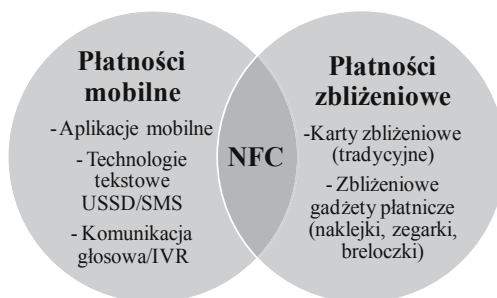 Płatności
mobilne
-Aplikacje mobilne
- Technologie
tekstowe
USSD/SMS
- Komunikacja
głosowa/IVR
NFC
Płatności
zbliżeniowe
-Karty zbliżeniowe
(tradycyjne)
- Zbliżeniowe
gadżety płatnicze
(naklejki, zegarki,
breloczki)